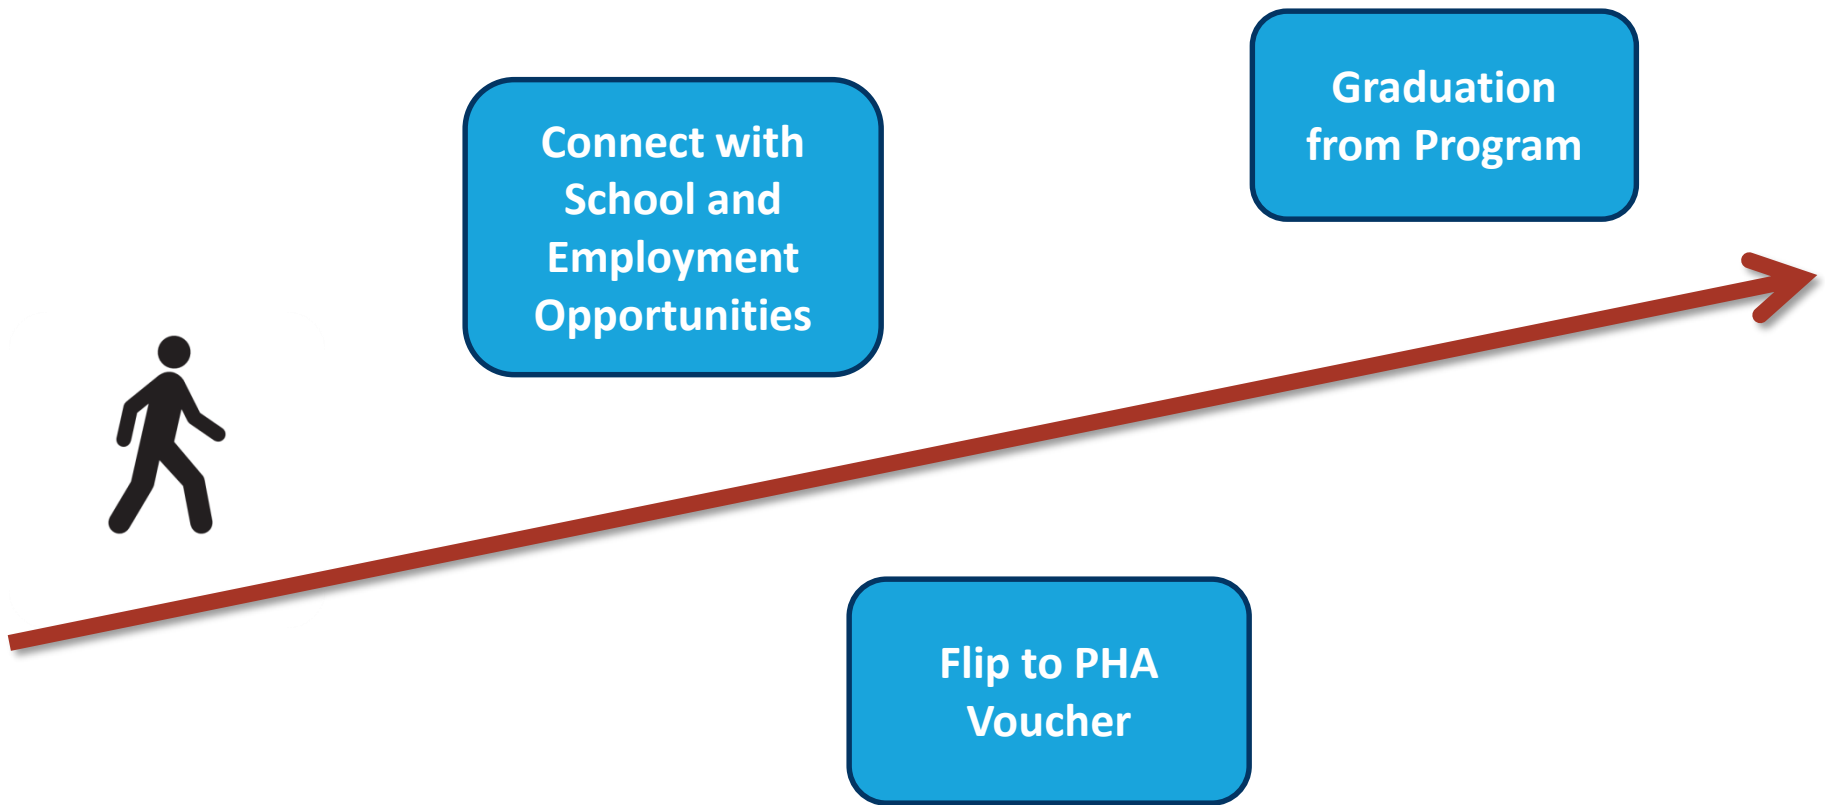 Connect with
School and
Employment
Opportunities
Graduation
from Program
Flip to PHA
Voucher